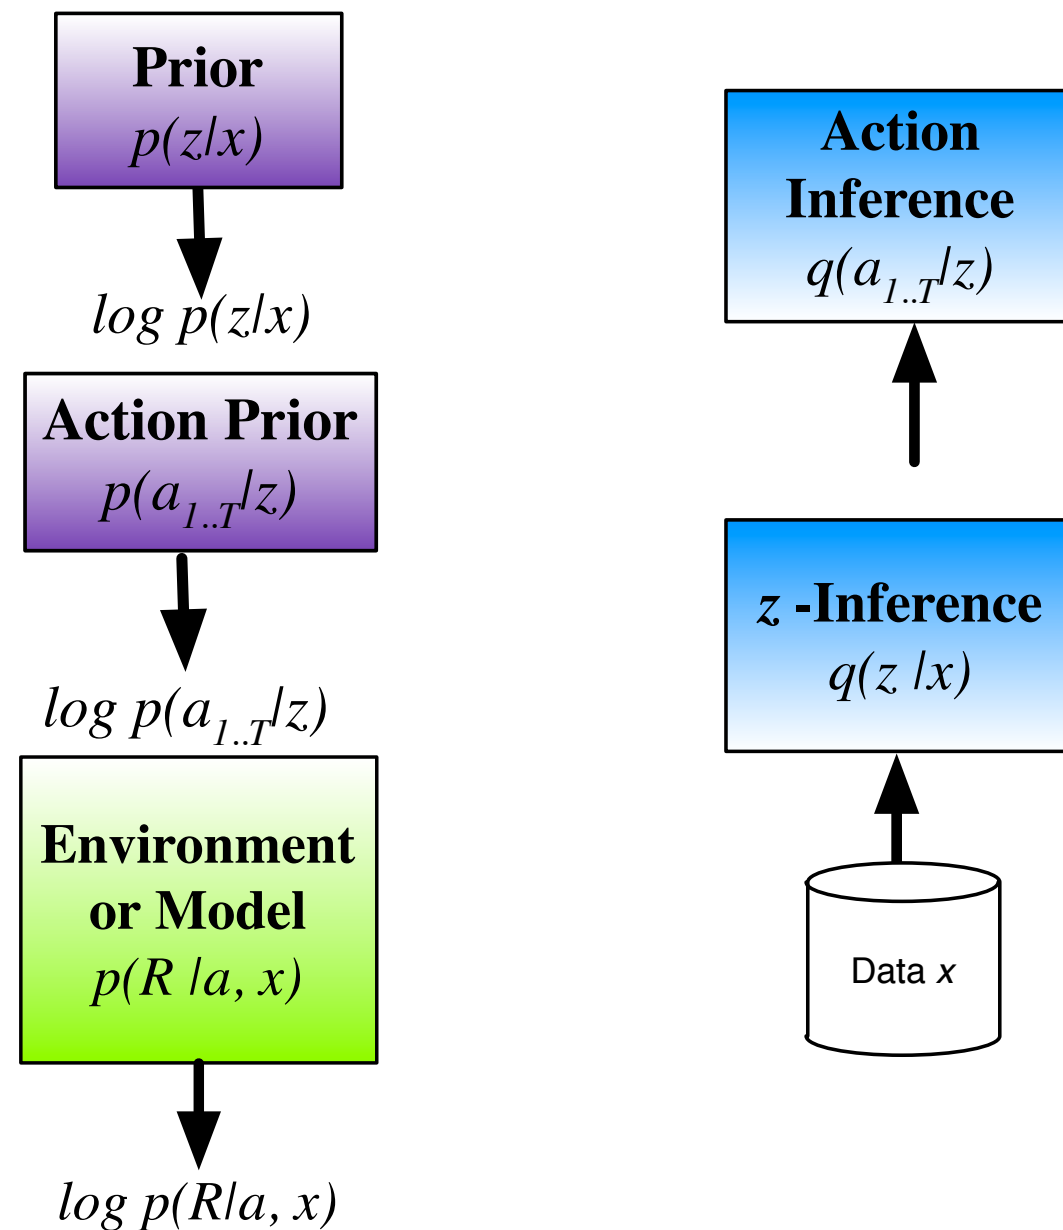 Prior
p(z|x)
log p(z|x)
Action Prior
p(a1..T|z)
log p(a1..T|z)
Environment
or Model
p(R |a, x)
log p(R|a, x)
Action
Inference
q(a1..T|z)
z -Inference
q(z |x)
Data x